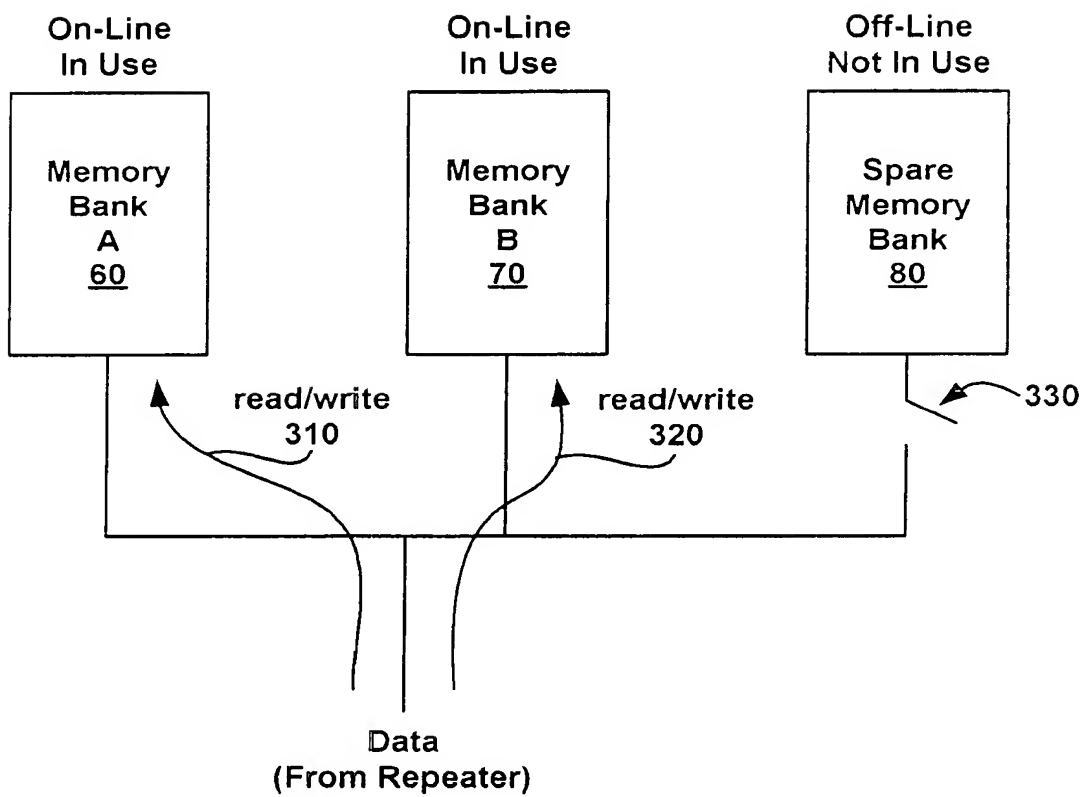 On-Line
In Use
On-Line
In Use
Off-Line
Not In Use
Memory
Bank
A
60
Memory
Bank
B
70
Spare
Memory
Bank
80
read/write
310
read/write
320
330
Data
(From Repeater)